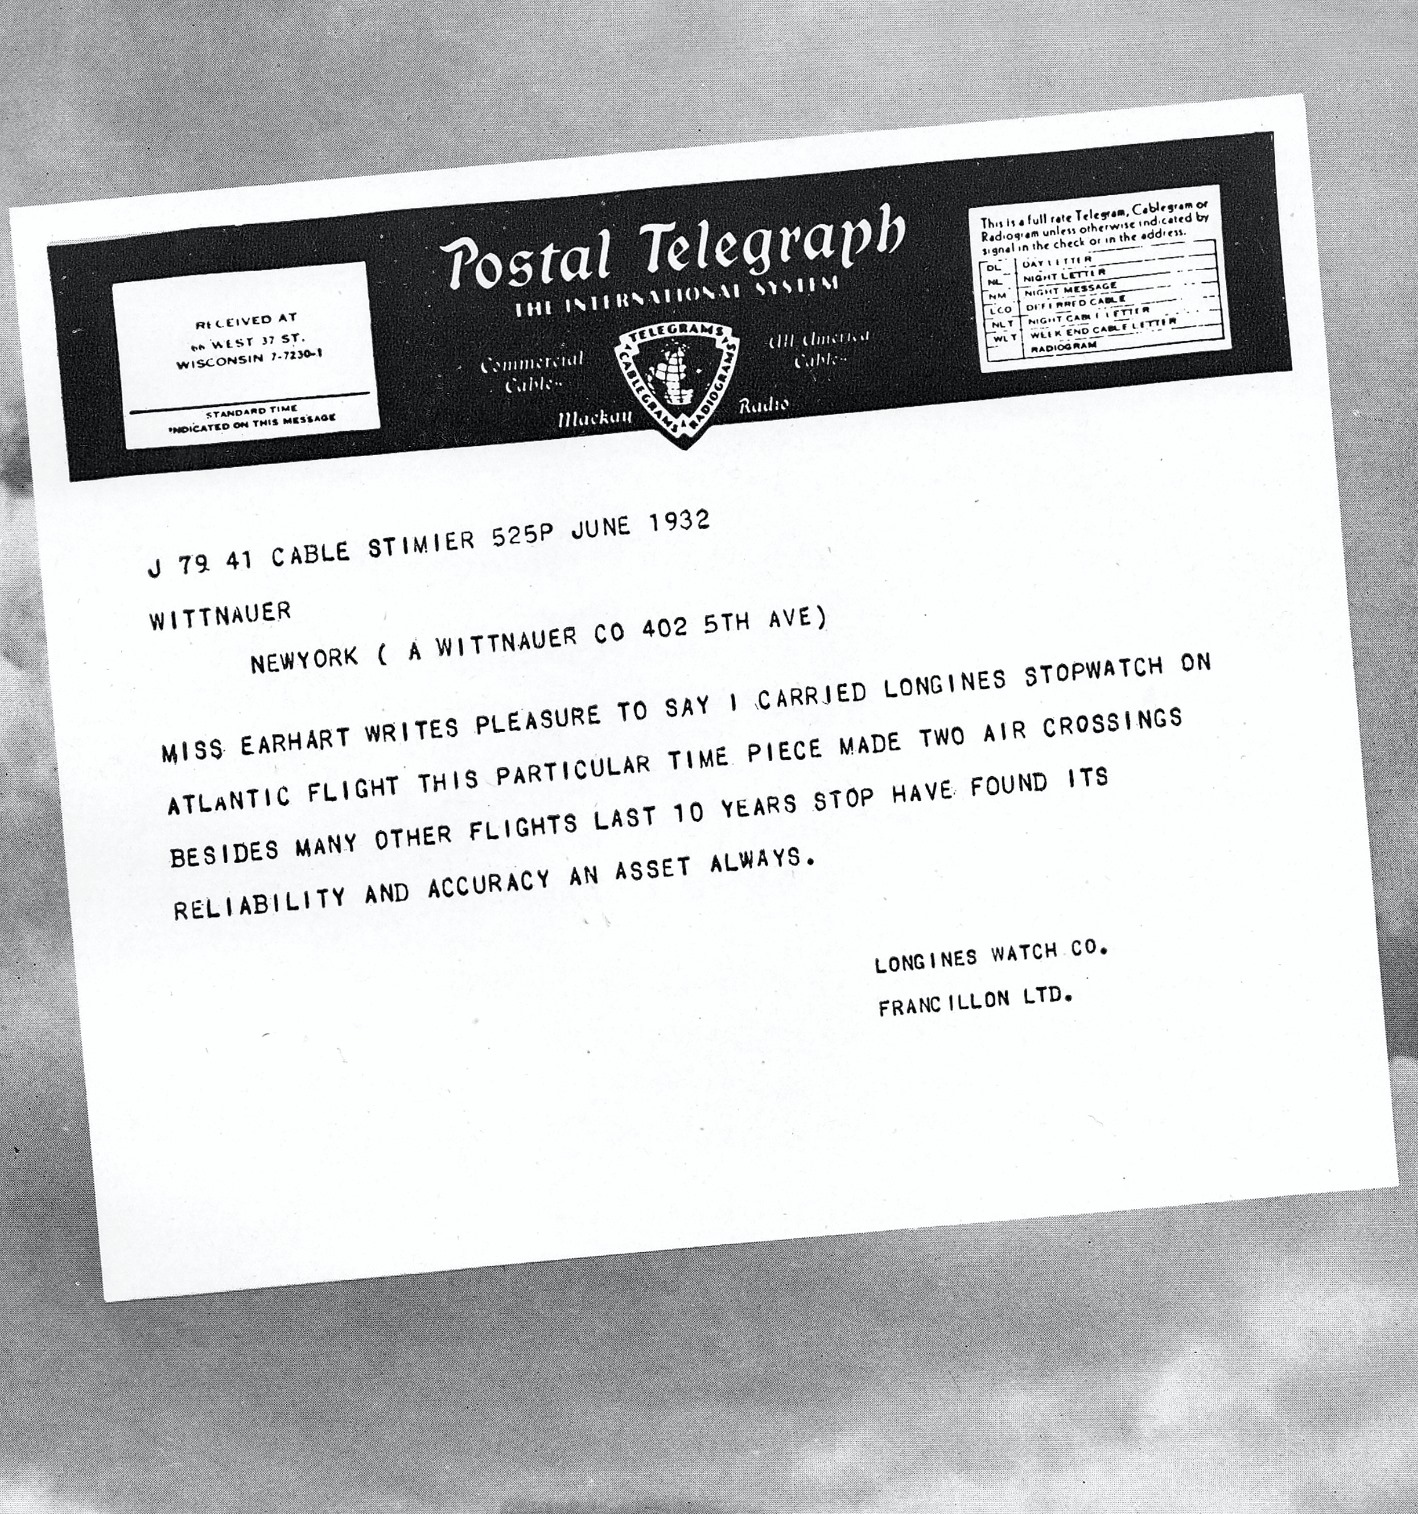 Postal Telegraph
THE INTERNATIONAL SYSTEM
Commercial
Cables
All America
Cables
Mackay
Radio
TELEGRAMS
CABLEGRAMS
RADIOGRAMS
RECEIVED AT
66 WEST 37 ST.
WISCONSIN 7-7230-1
STANDARD TIME
INDICATED ON THIS MESSAGE
This is a full rate Telegram, Cablegram or
Radiogram unless otherwise indicated by
signal in the check or in the address.
DL DAY LETTER
NL NIGHT LETTER
NM NIGHT MESSAGE
LCO DEFERRED CABLE
NLT NIGHT CABLE LETTER
WLT WEEK END CABLE LETTER
RADIOGRAM
J 79 41 CABLE STIMIER 525P JUNE 1932
WITTNAUER
NEWYORK ( A WITTNAUER CO 402 5TH AVE)
MISS EARHART WRITES PLEASURE TO SAY I CARRIED LONGINES STOPWATCH ON
ATLANTIC FLIGHT THIS PARTICULAR TIME PIECE MADE TWO AIR CROSSINGS
BESIDES MANY OTHER FLIGHTS LAST 10 YEARS STOP HAVE FOUND ITS
RELIABILITY AND ACCURACY AN ASSET ALWAYS.
LONGINES WATCH CO.
FRANCILLON LTD.